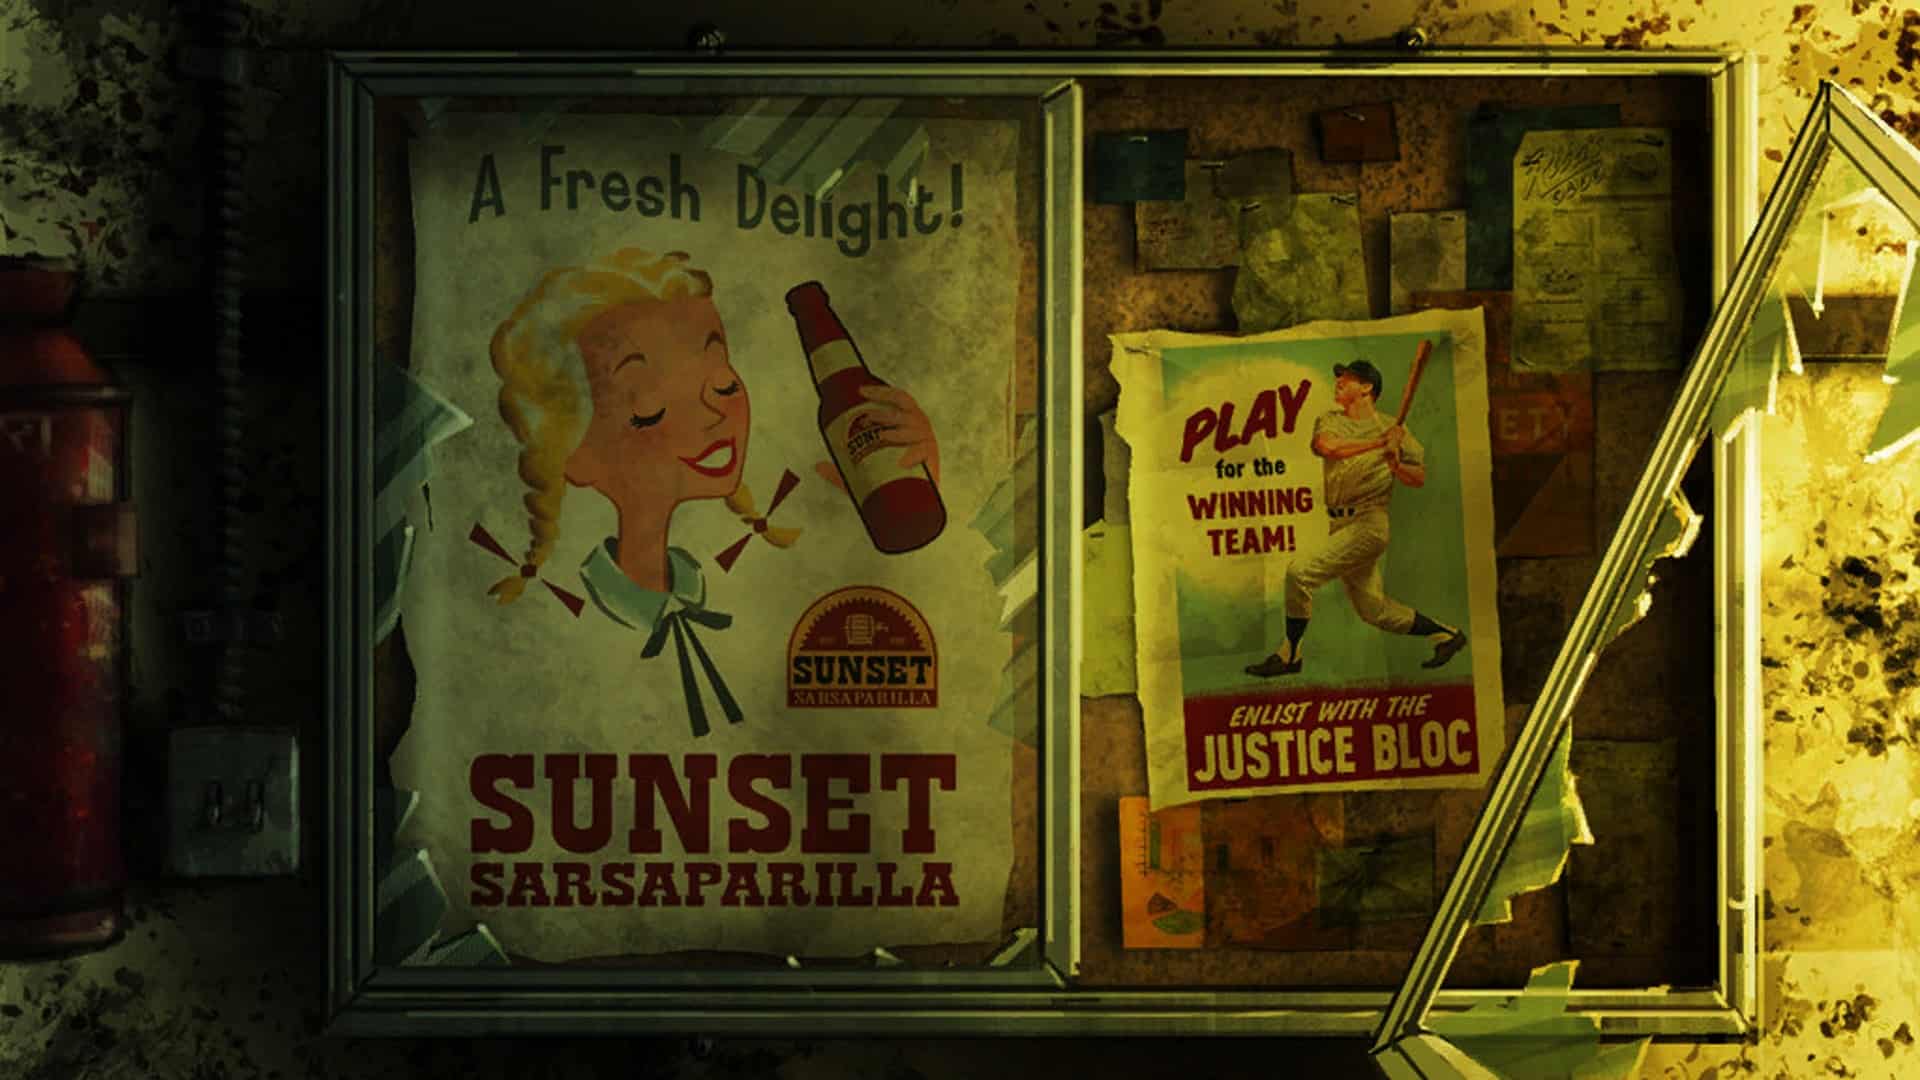 A Fresh Delight!
SUNSET
SARSAPARILLA
SUNSET
SARSAPARILLA
PLAY
for the
WINNING
TEAM!
ENLIST WITH THE
JUSTICE BLOC